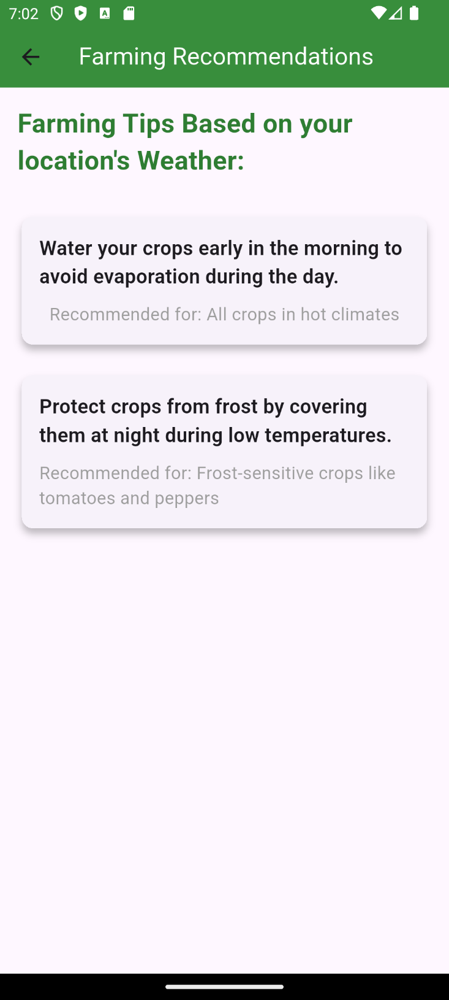 7:02
Farming Recommendations
Farming Tips Based on your
location's Weather:
Water your crops early in the morning to
avoid evaporation during the day.
Recommended for: All crops in hot climates
Protect crops from frost by covering
them at night during low temperatures.
Recommended for: Frost-sensitive crops like
tomatoes and peppers